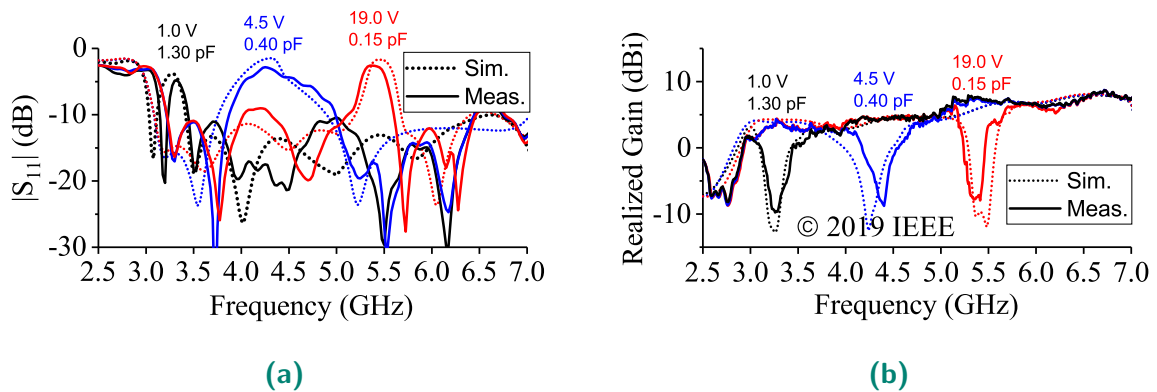 1.0 V
1.30 pF
4.5 V
0.40 pF
19.0 V
0.15 pF
Sim.
Meas.
0
-10
-20
-30
|S11| (dB)
2.5 3.0 3.5 4.0 4.5 5.0 5.5 6.0 6.5 7.0
Frequency (GHz)
(a)
1.0 V
1.30 pF
4.5 V
0.40 pF
19.0 V
0.15 pF
Sim.
Meas.
10
5
0
-10
Realized Gain (dBi)
© 2019 IEEE
2.5 3.0 3.5 4.0 4.5 5.0 5.5 6.0 6.5 7.0
Frequency (GHz)
(b)